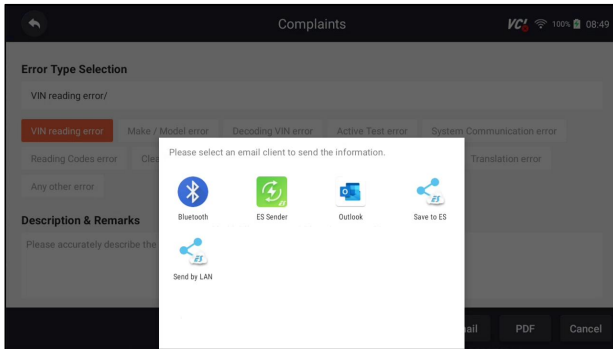 Complaints
VCI 100% 08:49
Error Type Selection
VIN reading error/
VIN reading error Make / Model error Decoding VIN error Active Test error System Communication error
Reading Codes error Translation error
Any other error
Please select an email client to send the information.
Bluetooth ES Sender Outlook Save to ES
Send by LAN
Description & Remarks
Please accurately describe the
PDF Cancel